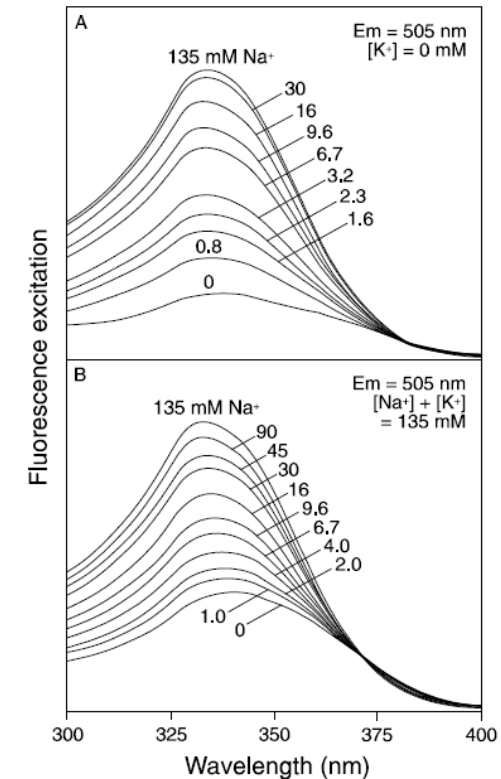 A
Em = 505 nm
[K+] = 0 mM
135 mM Na+
30
16
9.6
6.7
3.2
2.3
1.6
0.8
0
B
Em = 505 nm
[Na+] + [K+]
= 135 mM
135 mM Na+
90
45
30
16
9.6
6.7
4.0
2.0
1.0
0
Fluorescence excitation
300 325 350 375 400
Wavelength (nm)